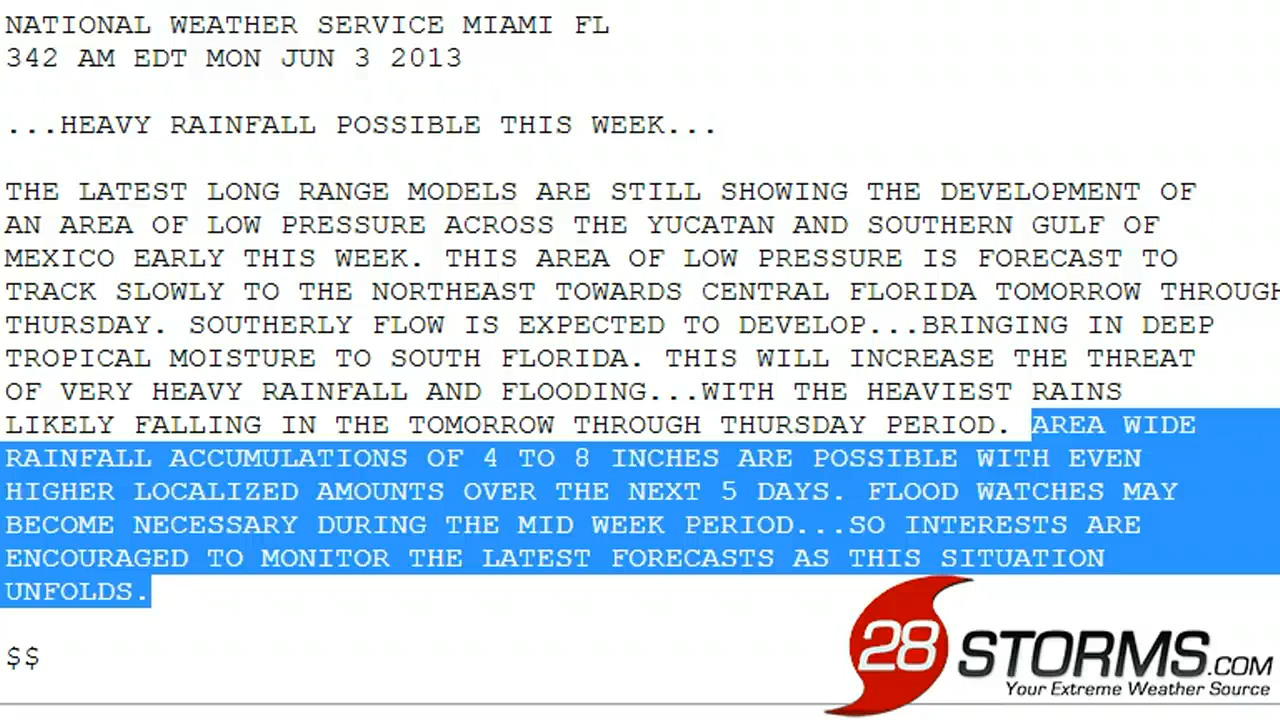 NATIONAL WEATHER SERVICE MIAMI FL
342 AM EDT MON JUN 3 2013
...HEAVY RAINFALL POSSIBLE THIS WEEK...
THE LATEST LONG RANGE MODELS ARE STILL SHOWING THE DEVELOPMENT OF
AN AREA OF LOW PRESSURE ACROSS THE YUCATAN AND SOUTHERN GULF OF
MEXICO EARLY THIS WEEK. THIS AREA OF LOW PRESSURE IS FORECAST TO
TRACK SLOWLY TO THE NORTHEAST TOWARDS CENTRAL FLORIDA TOMORROW THROUGH
THURSDAY. SOUTHERLY FLOW IS EXPECTED TO DEVELOP...BRINGING IN DEEP
TROPICAL MOISTURE TO SOUTH FLORIDA. THIS WILL INCREASE THE THREAT
OF VERY HEAVY RAINFALL AND FLOODING...WITH THE HEAVIEST RAINS
LIKELY FALLING IN THE TOMORROW THROUGH THURSDAY PERIOD. AREA WIDE
RAINFALL ACCUMULATIONS OF 4 TO 8 INCHES ARE POSSIBLE WITH EVEN
HIGHER LOCALIZED AMOUNTS OVER THE NEXT 5 DAYS. FLOOD WATCHES MAY
BECOME NECESSARY DURING THE MID WEEK PERIOD...SO INTERESTS ARE
ENCOURAGED TO MONITOR THE LATEST FORECASTS AS THIS SITUATION
UNFOLDS.
$$
28STORMS.COM
Your Extreme Weather Source